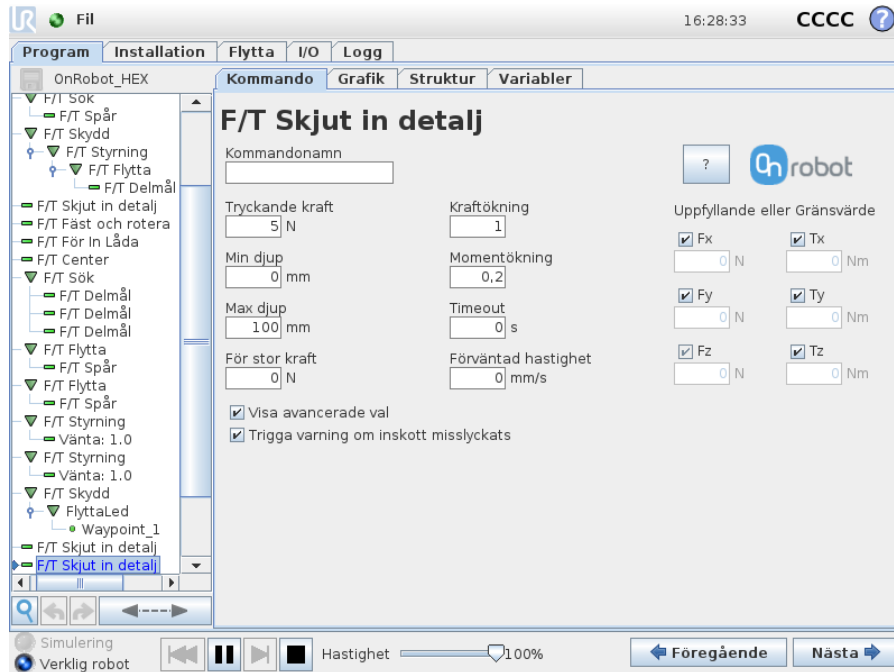 Fil
16:28:33
CCCC
?
Program Installation Flytta I/O Logg
OnRobot_HEX
Kommando Grafik Struktur Variabler
F/T Sök
F/T Spår
F/T Skydd
F/T Styrning
F/T Flytta
F/T Delmål
F/T Skjut in detalj
F/T Fäst och rotera
F/T För In Låda
F/T Center
F/T Sök
F/T Delmål
F/T Delmål
F/T Delmål
F/T Flytta
F/T Spår
F/T Flytta
F/T Spår
F/T Styrning
Vänta: 1.0
F/T Styrning
Vänta: 1.0
F/T Skydd
FlyttaLed
Waypoint_1
F/T Skjut in detalj
F/T Skjut in detalj
F/T Skjut in detalj
Kommandonamn
?
On robot
Tryckande kraft
5 N
Kraftökning
1
Min djup
0 mm
Momentökning
0,2
Max djup
100 mm
Timeout
0 s
För stor kraft
0 N
Förväntad hastighet
0 mm/s
Visa avancerade val
Trigga varning om inskott misslyckats
Uppfyllande eller Gränsvärde
Fx
0 N
Tx
0 Nm
Fy
0 N
Ty
0 Nm
Fz
0 N
Tz
0 Nm
Simulering
Verklig robot
Hastighet 100%
Föregående
Nästa